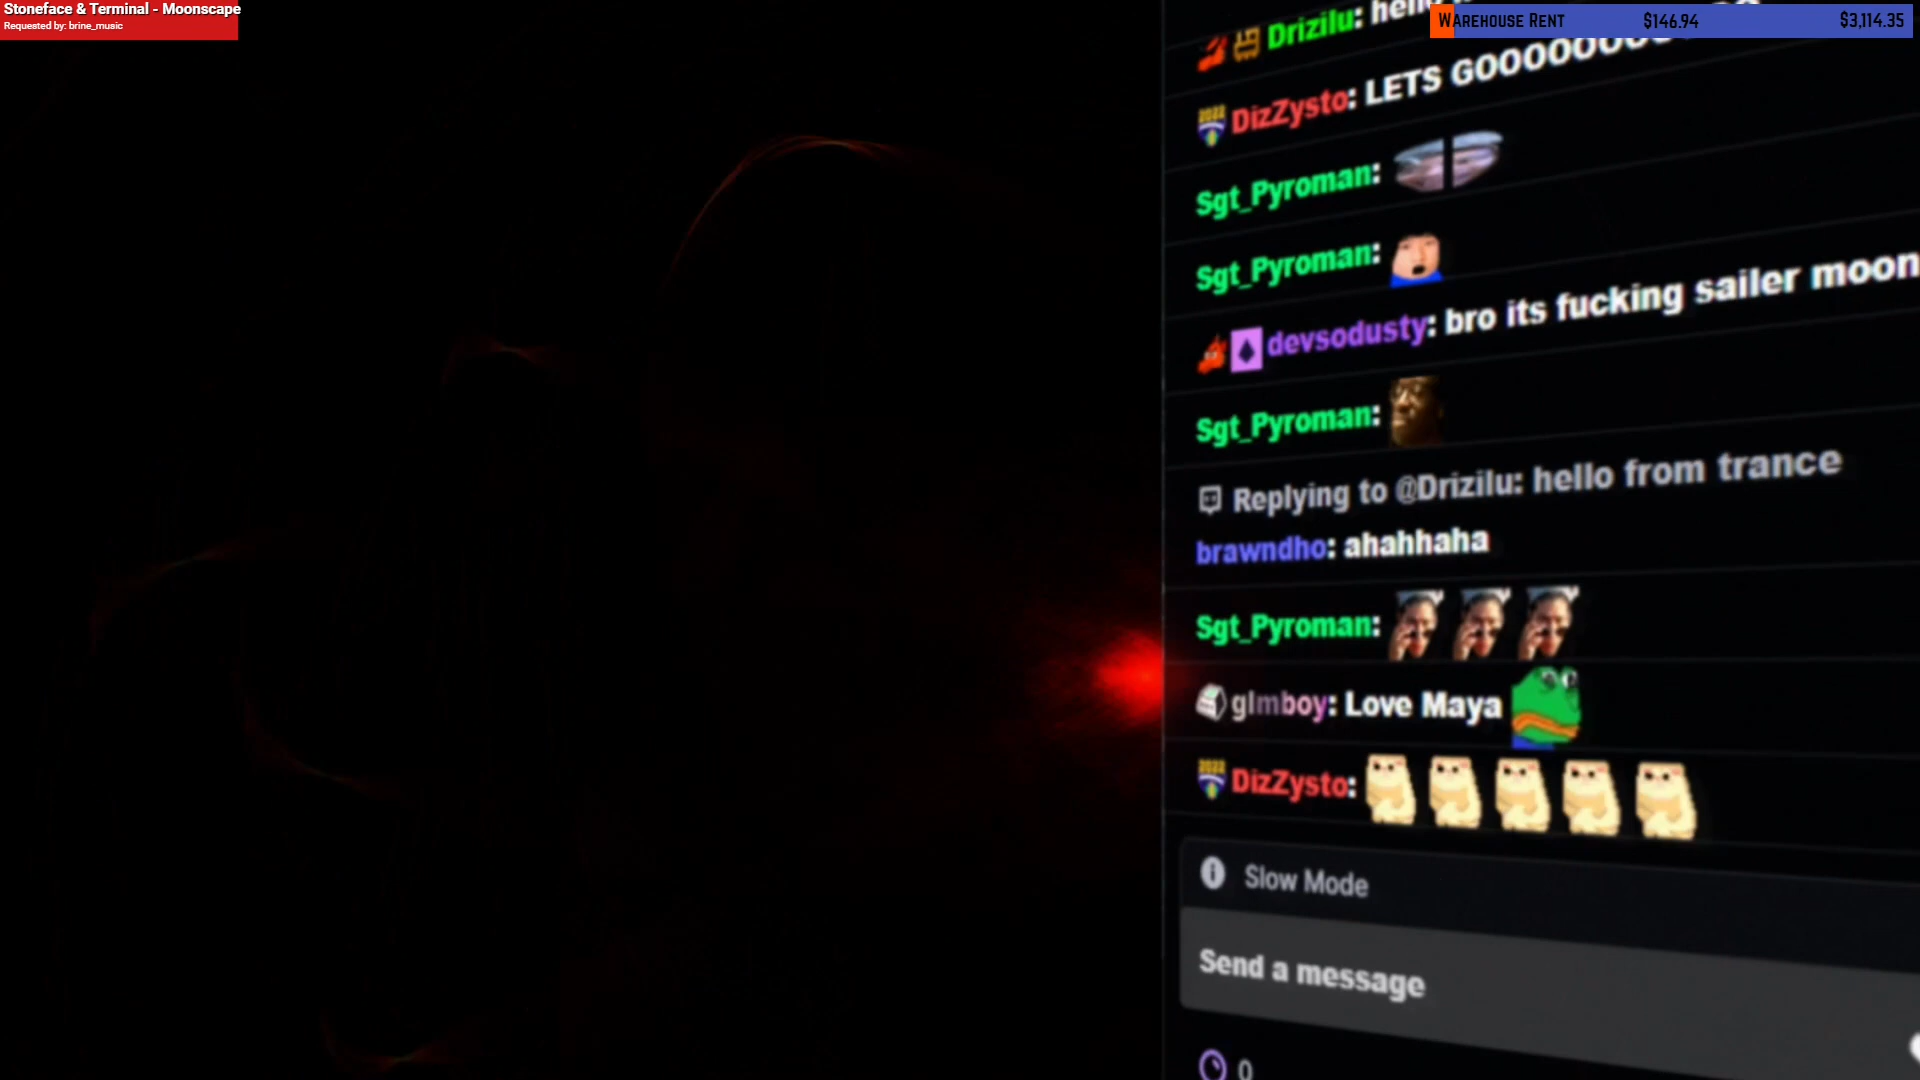 Stoneface & Terminal - Moonscape
Requested by: brine_music
WAREHOUSE RENT $146.94 $3,114.35
Drizilu:
DizZysto: LETS
Sgt_Pyroman:
Sgt_Pyroman:
devsodusty: bro its fucking sailer moon
Sgt_Pyroman:
Replying to @Drizilu: hello from trance
brawndho: ahahhaha
Sgt_Pyroman:
glmboy: Love Maya
DizZysto:
Slow Mode
Send a message
0